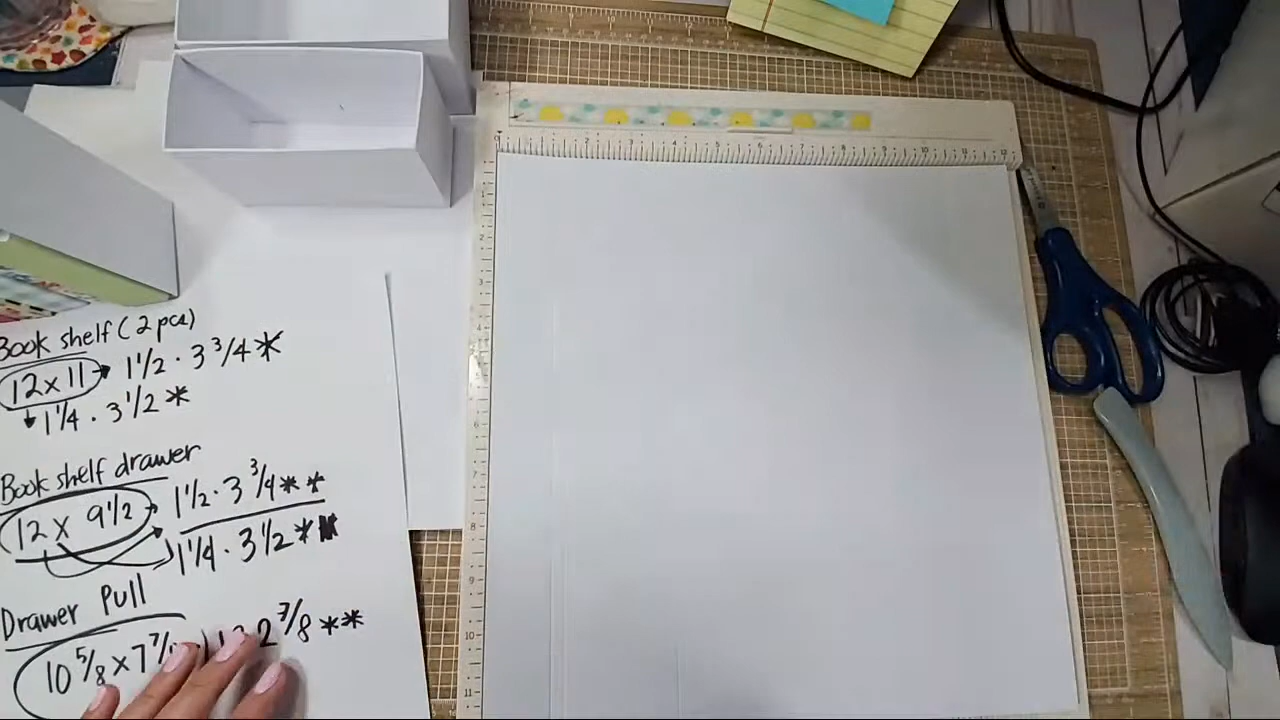 Book shelf (2 pcs)
12 x 11 → 1 1/2 · 3 3/4 *
↓ 1 1/4 · 3 1/2 *
Book shelf drawer
12 x 9 1/2 1 1/2 · 3 3/4 * *
1 1/4 · 3 1/2 *
Drawer Pull
10 5/8 x 7 2 7/8 * *